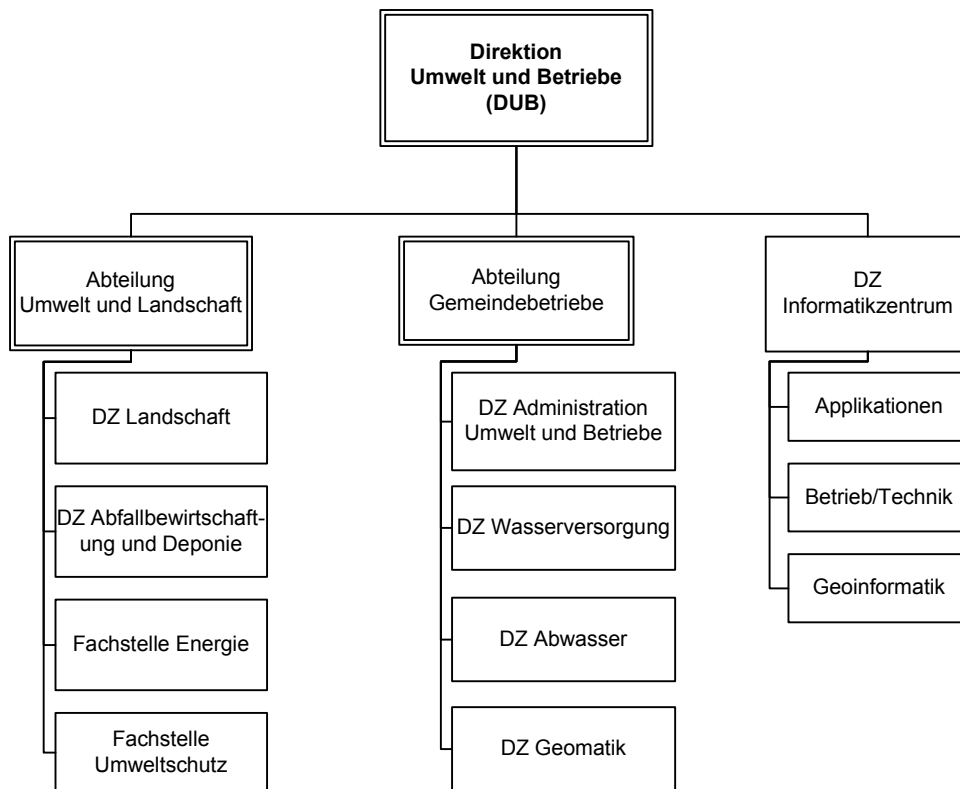 Direktion
Umwelt und Betriebe
(DUB)
Abteilung
Umwelt und Landschaft
DZ Landschaft
DZ Abfallbewirtschaft-
ung und Deponie
Fachstelle Energie
Fachstelle
Umweltschutz
Abteilung
Gemeindebetriebe
DZ Administration
Umwelt und Betriebe
DZ Wasserversorgung
DZ Abwasser
DZ Geomatik
DZ
Informatikzentrum
Applikationen
Betrieb/Technik
Geoinformatik